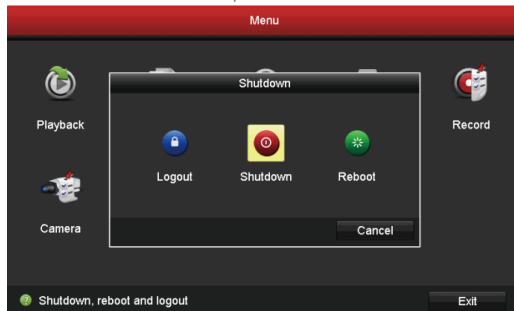 Menu
Shutdown
Playback
Record
Logout
Shutdown
Reboot
Camera
Cancel
Shutdown, reboot and logout
Exit